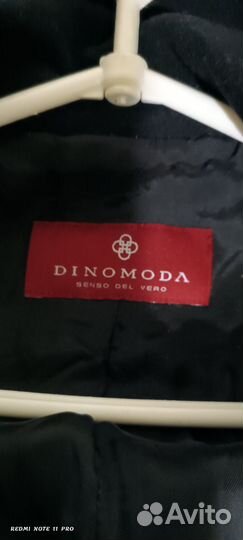 DINOMODA
SENSO DEL VERO
REDMI NOTE 11 PRO
Avito